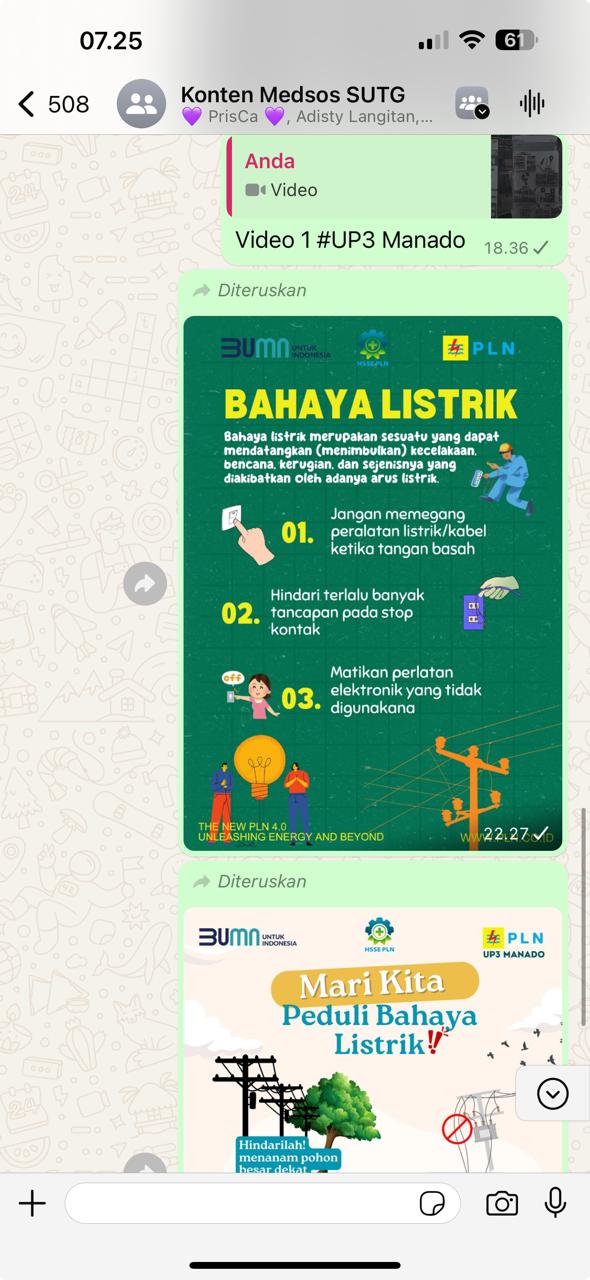 07.25
61
508
Konten Medsos SUTG
💜 PrisCa 💜, Adisty Langitan,...
Anda
Video
Video 1 #UP3 Manado
18.36
Diteruskan
BUMN UNTUK INDONESIA
HSSE PLN
PLN
BAHAYA LISTRIK
Bahaya listrik merupakan sesuatu yang dapat
mendatangkan (menimbulkan) kecelakaan,
bencana, kerugian, dan sejenisnya yang
diakibatkan oleh adanya arus listrik.
01.
Jangan memegang
peralatan listrik/kabel
ketika tangan basah
02.
Hindari terlalu banyak
tancapan pada stop
kontak
off
03.
Matikan perlatan
elektronik yang tidak
digunakana
THE NEW PLN 4.0
UNLEASHING ENERGY AND BEYOND
WWW.PLN.CO.ID
22.27
Diteruskan
BUMN UNTUK INDONESIA
HSSE PLN
PLN
UP3 MANADO
Mari Kita
Peduli Bahaya
Listrik!!
Hindarilah!
menanam pohon
besar dekat